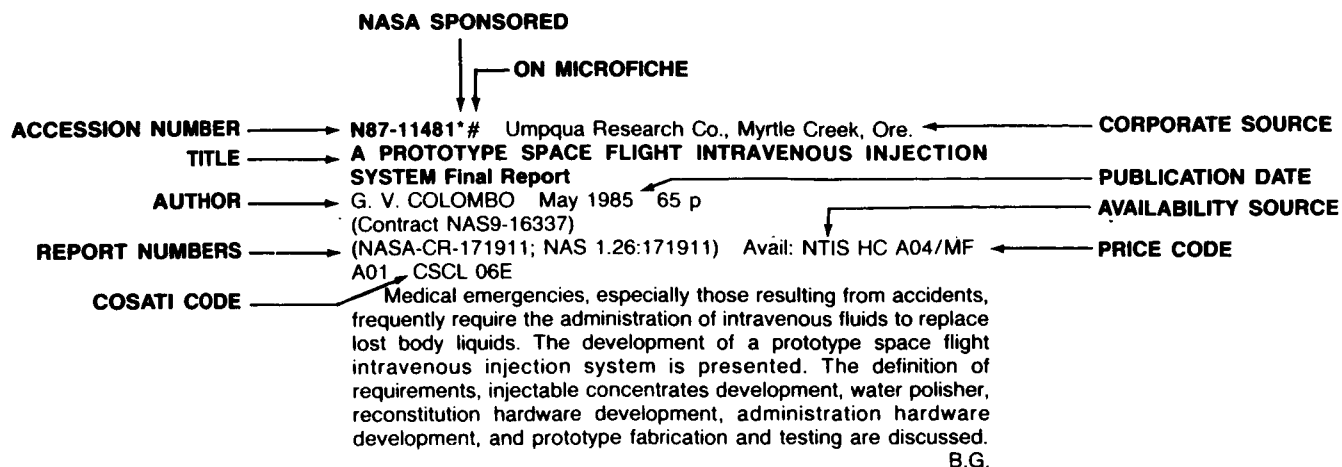 NASA SPONSORED
ON MICROFICHE
ACCESSION NUMBER N87-11481*# Umpqua Research Co., Myrtle Creek, Ore. CORPORATE SOURCE
TITLE A PROTOTYPE SPACE FLIGHT INTRAVENOUS INJECTION
SYSTEM Final Report PUBLICATION DATE
AUTHOR G. V. COLOMBO May 1985 65 p
AVAILABILITY SOURCE
(Contract NAS9-16337)
REPORT NUMBERS (NASA-CR-171911; NAS 1.26:171911) Avail: NTIS HC A04/MF PRICE CODE
A01 CSCL 06E
COSATI CODE
Medical emergencies, especially those resulting from accidents,
frequently require the administration of intravenous fluids to replace
lost body liquids. The development of a prototype space flight
intravenous injection system is presented. The definition of
requirements, injectable concentrates development, water polisher,
reconstitution hardware development, administration hardware
development, and prototype fabrication and testing are discussed.
B.G.